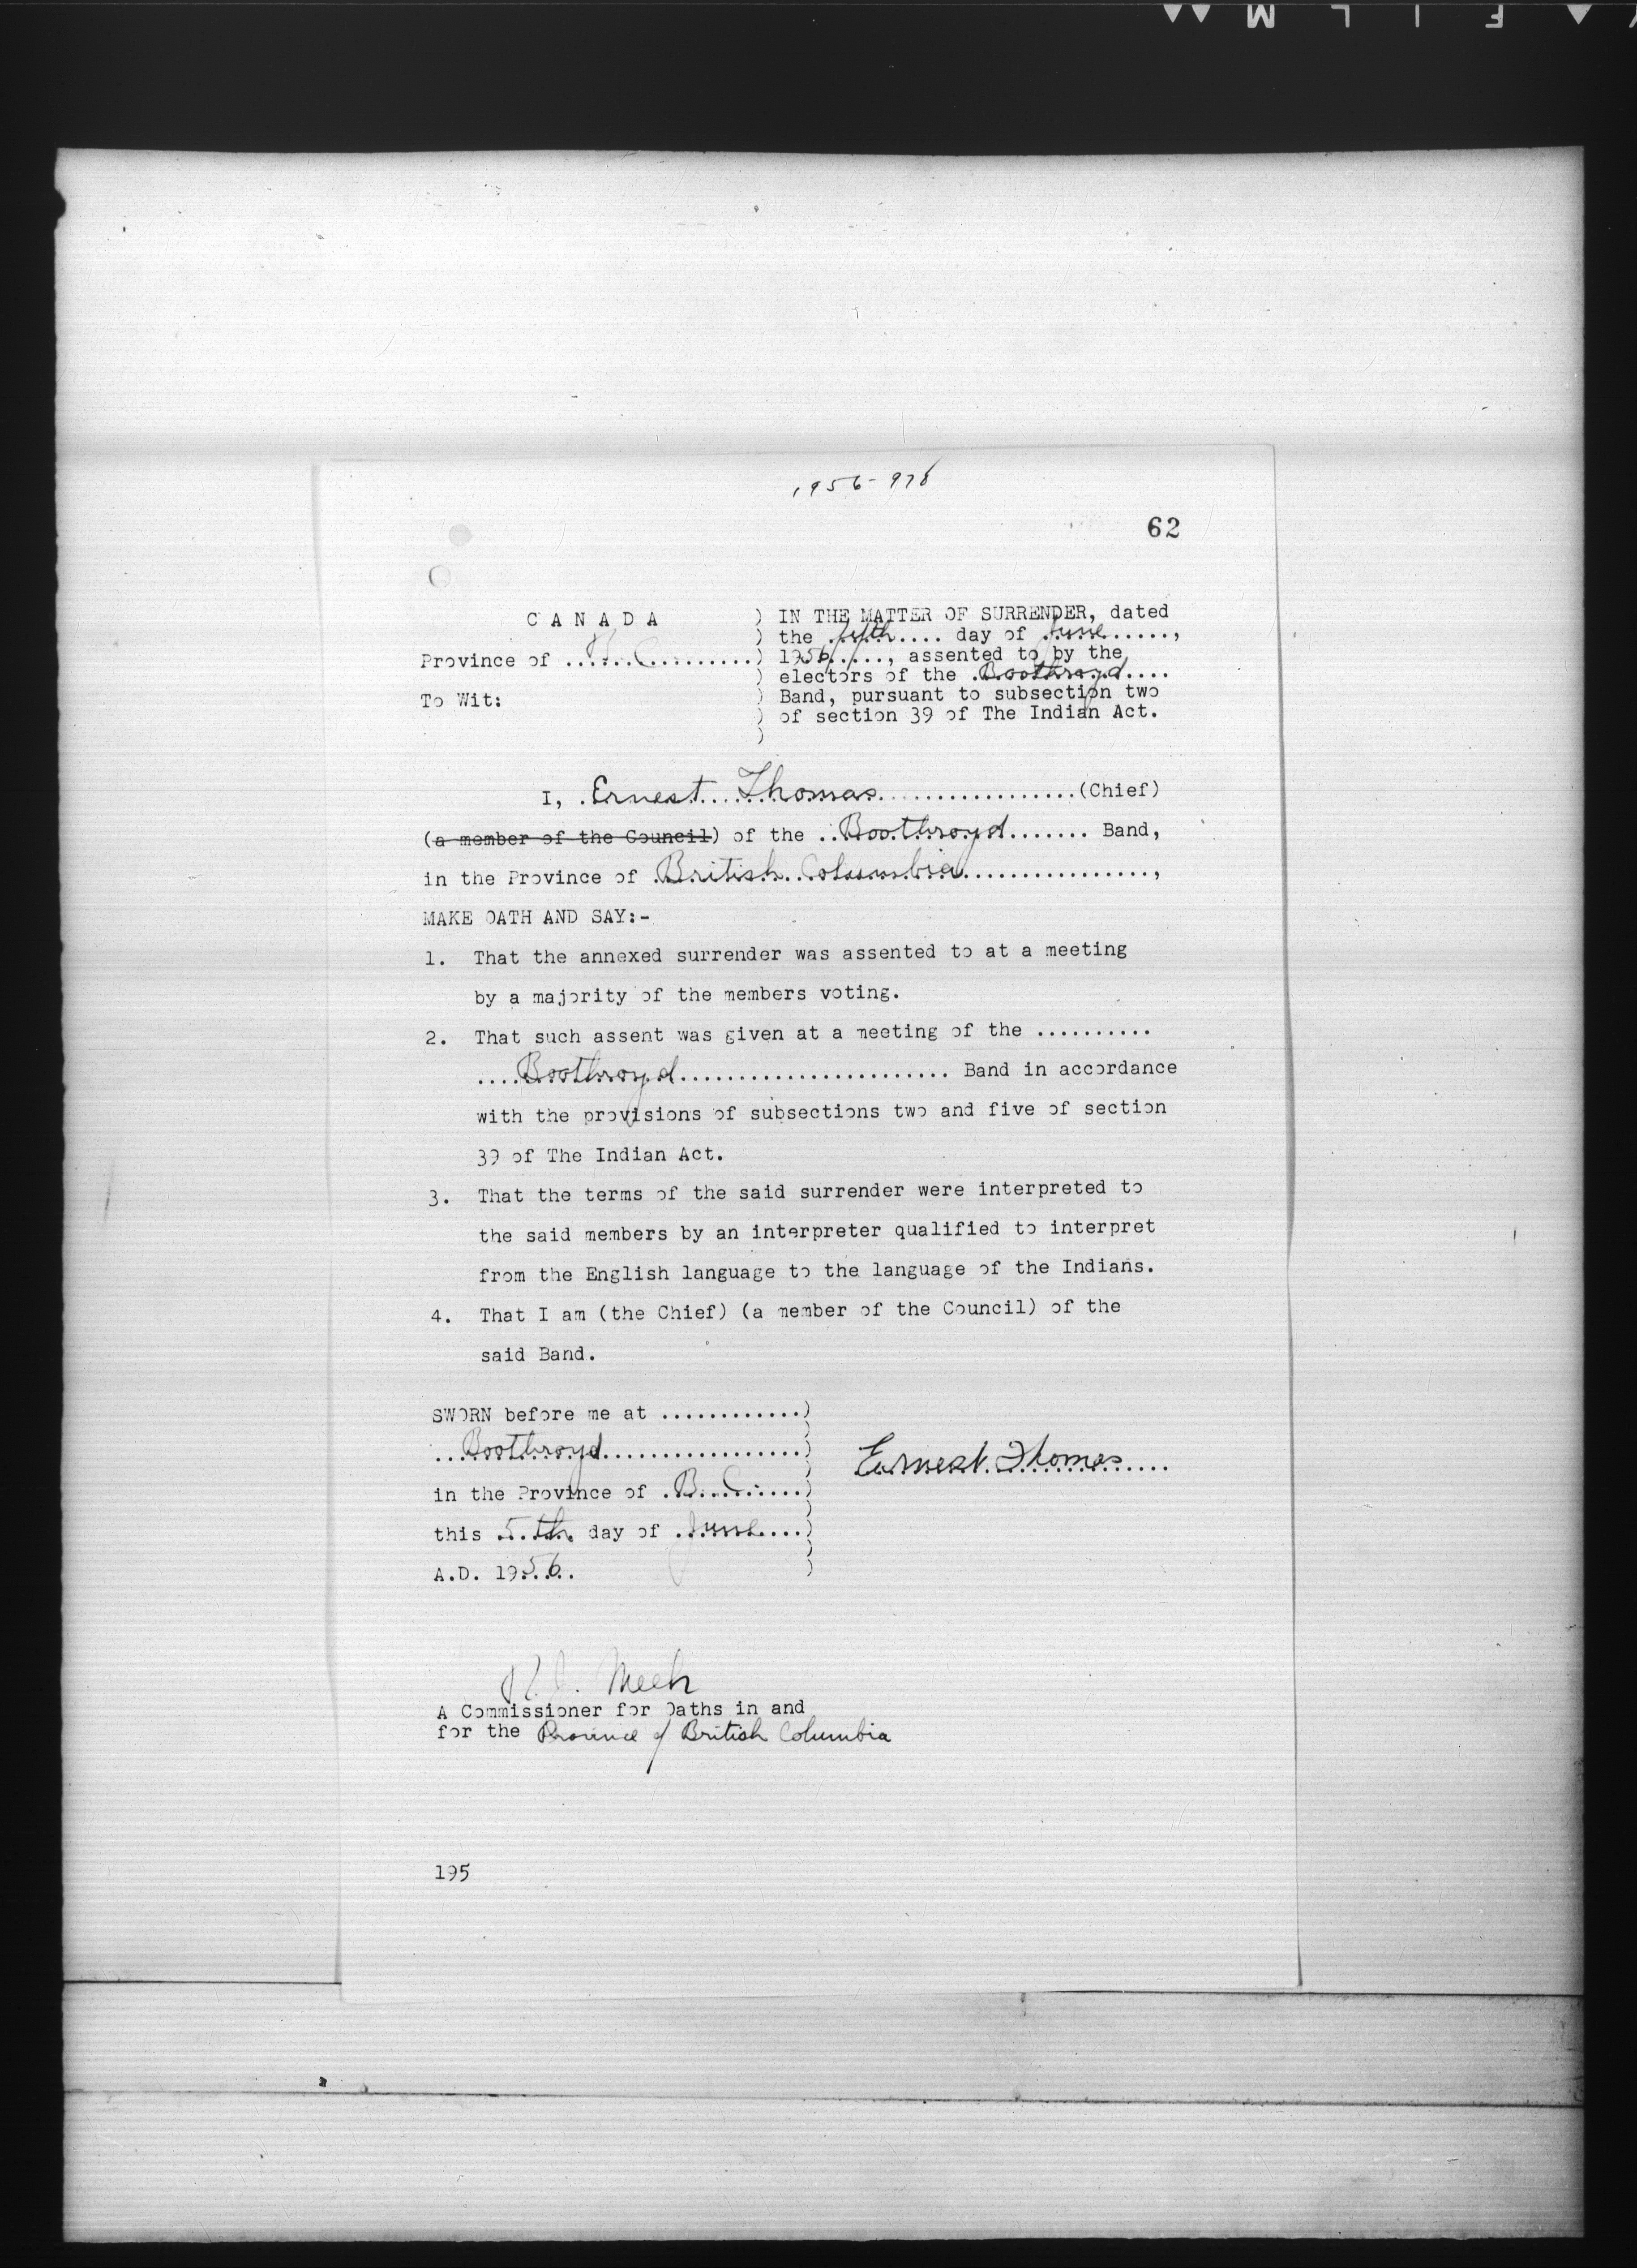 1956-978
62
C A N A D A
Province of ...B.C...........
To Wit:
) IN THE MATTER OF SURRENDER, dated
) the .fifth.... day of .June.....,
) 1956....., assented to by the
) electors of the .Boothroyd....
) Band, pursuant to subsection two
) of section 39 of The Indian Act.
)
I, .Ernest...Thomas.................(Chief)
(a member of the Council) of the ..Boothroyd....... Band,
in the Province of .British Columbia................,
MAKE OATH AND SAY:-
1. That the annexed surrender was assented to at a meeting
by a majority of the members voting.
2. That such assent was given at a meeting of the ..........
....Boothroyd....................... Band in accordance
with the provisions of subsections two and five of section
39 of The Indian Act.
3. That the terms of the said surrender were interpreted to
the said members by an interpreter qualified to interpret
from the English language to the language of the Indians.
4. That I am (the Chief) (a member of the Council) of the
said Band.
SWORN before me at ............)
...Boothroyd.................)
in the Province of .B...C.....)
this .5.th. day of .June....)
A.D. 1956.
Ernest Thomas....
Meek
A Commissioner for Oaths in and
for the Province of British Columbia
195